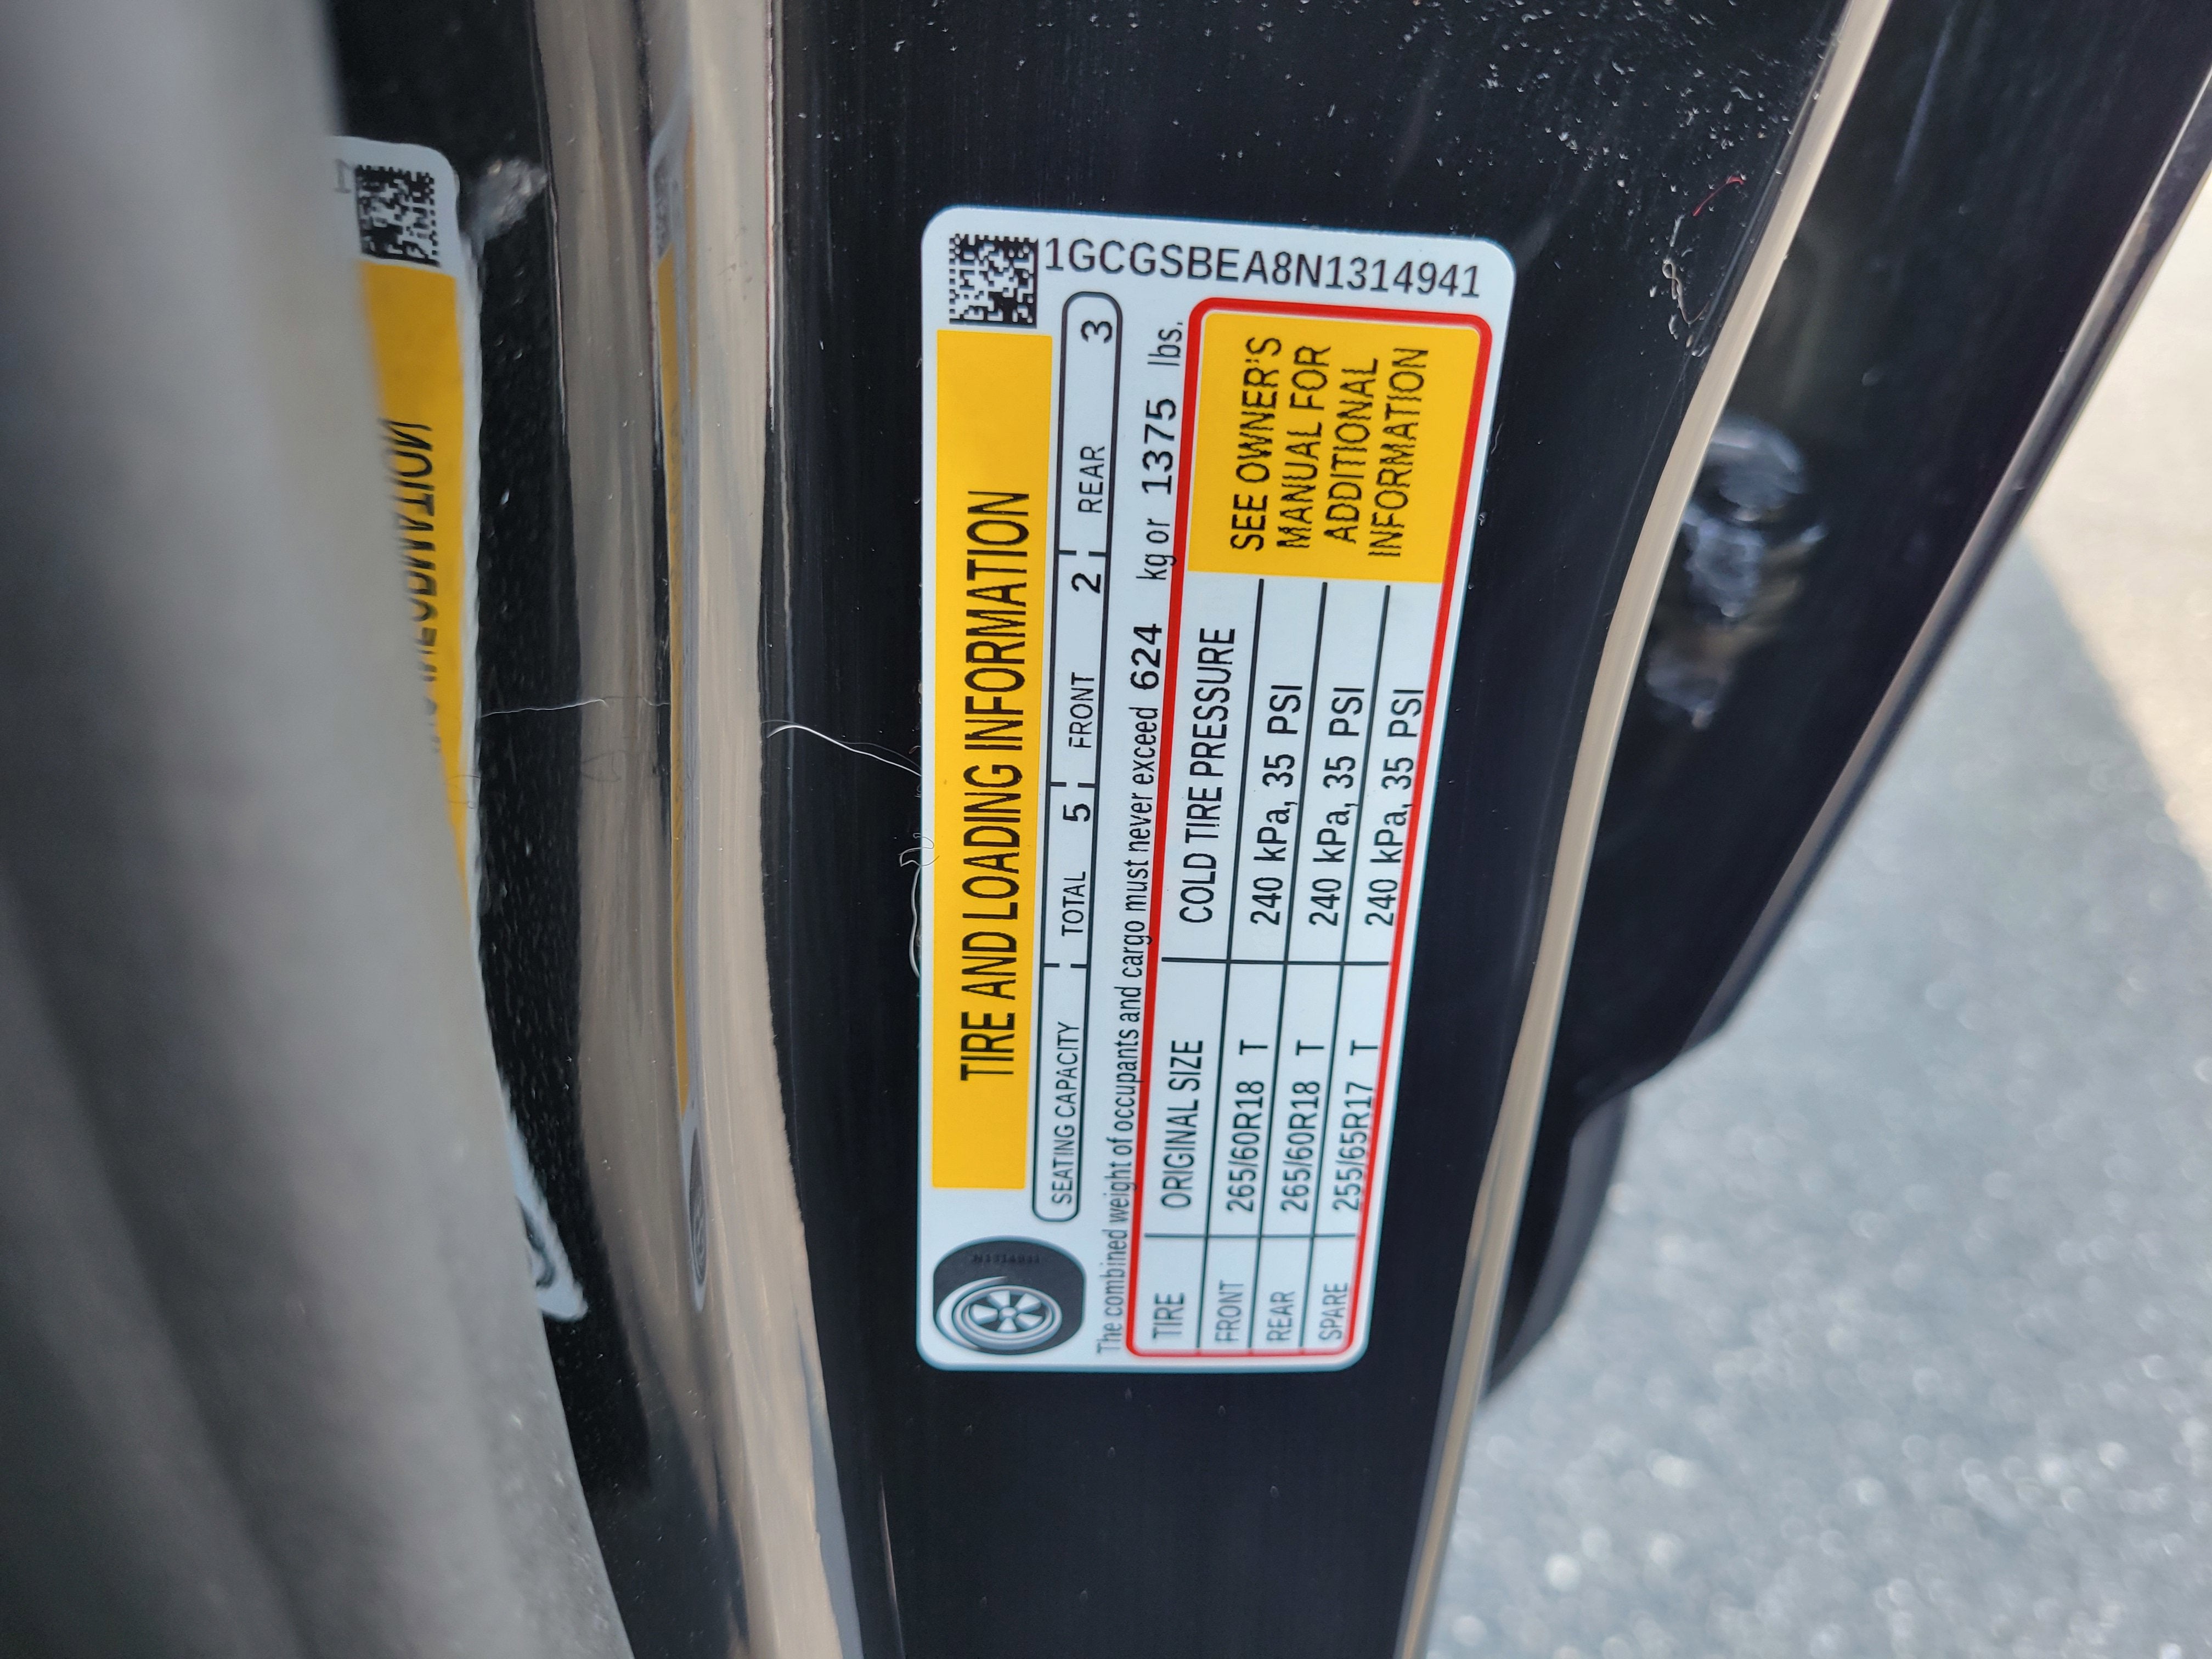 TIRE AND LOADING INFORMATION
1GCGSBEA8N1314941
SEATING CAPACITY TOTAL 5 FRONT 2 REAR 3
The combined weight of occupants and cargo must never exceed 624 kg or 1375 lbs.
TIRE ORIGINAL SIZE COLD TIRE PRESSURE
FRONT 265/60R18 T 240 kPa, 35 PSI
REAR 265/60R18 T 240 kPa, 35 PSI
SPARE 255/65R17 T 240 kPa, 35 PSI
SEE OWNER'S
MANUAL FOR
ADDITIONAL
INFORMATION
N1314941